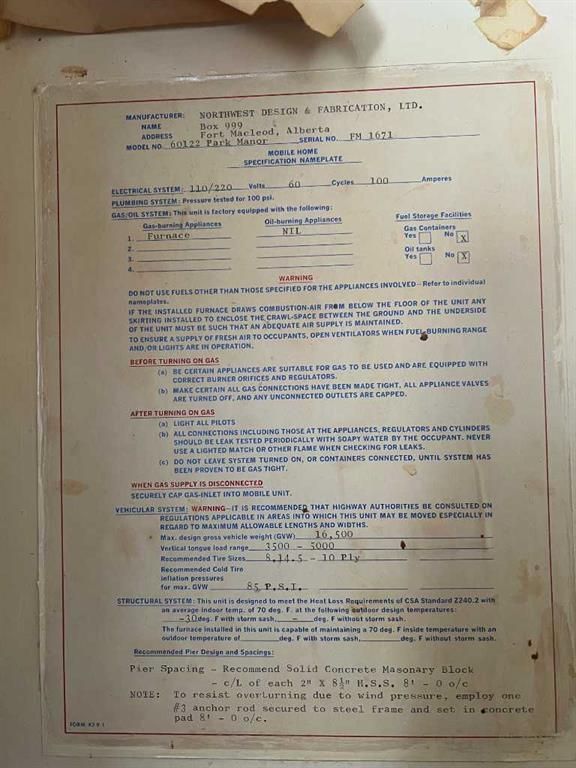 MANUFACTURER: NORTHWEST DESIGN & FABRICATION, LTD.
NAME Box 999
ADDRESS Fort Macleod, Alberta
MODEL NO. 60122 Park Manor SERIAL NO. FM 1671
MOBILE HOME
SPECIFICATION NAMEPLATE
ELECTRICAL SYSTEM: 110/220 Volts 60 Cycles 100 Amperes
PLUMBING SYSTEM: Pressure tested for 100 psi.
GAS/OIL SYSTEM: This unit is factory equipped with the following:
Gas-burning Appliances Oil-burning Appliances Fuel Storage Facilities
1. Furnace NIL Gas Containers
Yes No X
2.
3. Oil tanks
4. Yes No X
WARNING
DO NOT USE FUELS OTHER THAN THOSE SPECIFIED FOR THE APPLIANCES INVOLVED—Refer to individual
nameplates.
IF THE INSTALLED FURNACE DRAWS COMBUSTION-AIR FROM BELOW THE FLOOR OF THE UNIT ANY
SKIRTING INSTALLED TO ENCLOSE THE CRAWL-SPACE BETWEEN THE GROUND AND THE UNDERSIDE
OF THE UNIT MUST BE SUCH THAT AN ADEQUATE AIR SUPPLY IS MAINTAINED.
TO ENSURE A SUPPLY OF FRESH AIR TO OCCUPANTS, OPEN VENTILATORS WHEN FUEL-BURNING RANGE
AND/OR LIGHTS ARE IN OPERATION.
BEFORE TURNING ON GAS
(a) BE CERTAIN APPLIANCES ARE SUITABLE FOR GAS TO BE USED AND ARE EQUIPPED WITH
CORRECT BURNER ORIFICES AND REGULATORS.
(b) MAKE CERTAIN ALL GAS CONNECTIONS HAVE BEEN MADE TIGHT, ALL APPLIANCE VALVES
ARE TURNED OFF, AND ANY UNCONNECTED OUTLETS ARE CAPPED.
AFTER TURNING ON GAS
(a) LIGHT ALL PILOTS
(b) ALL CONNECTIONS INCLUDING THOSE AT THE APPLIANCES, REGULATORS AND CYLINDERS
SHOULD BE LEAK TESTED PERIODICALLY WITH SOAPY WATER BY THE OCCUPANT. NEVER
USE A LIGHTED MATCH OR OTHER FLAME WHEN CHECKING FOR LEAKS.
(c) DO NOT LEAVE SYSTEM TURNED ON, OR CONTAINERS CONNECTED, UNTIL SYSTEM HAS
BEEN PROVEN TO BE GAS TIGHT.
WHEN GAS SUPPLY IS DISCONNECTED
SECURELY CAP GAS-INLET INTO MOBILE UNIT.
VEHICULAR SYSTEM: WARNING—IT IS RECOMMENDED THAT HIGHWAY AUTHORITIES BE CONSULTED ON
REGULATIONS APPLICABLE IN AREAS INTO WHICH THIS UNIT MAY BE MOVED ESPECIALLY IN
REGARD TO MAXIMUM ALLOWABLE LENGTHS AND WIDTHS.
Max. design gross vehicle weight (GVW) 16,500
Vertical tongue load range 3500 - 5000
Recommended Tire Sizes 8.14.5 - 10 Ply
Recommended Cold Tire
inflation pressures
for max. GVW 85 P.S.I.
STRUCTURAL SYSTEM: This unit is designed to meet the Heat Loss Requirements of CSA Standard Z240.2 with
an average indoor temp. of 70 deg. F. at the following outdoor design temperatures:
-30 deg. F with storm sash, - deg. F without storm sash.
The furnace installed in this unit is capable of maintaining a 70 deg. F inside temperature with an
outdoor temperature of deg. F with storm sash, deg. F without storm sash.
Recommended Pier Design and Spacings:
Pier Spacing - Recommend Solid Concrete Masonary Block
- c/L of each 2" X 8½" H.S.S. 8' - 0 o/c
NOTE: To resist overturning due to wind pressure, employ one
#3 anchor rod secured to steel frame and set in concrete
pad 8' - 0 o/c.